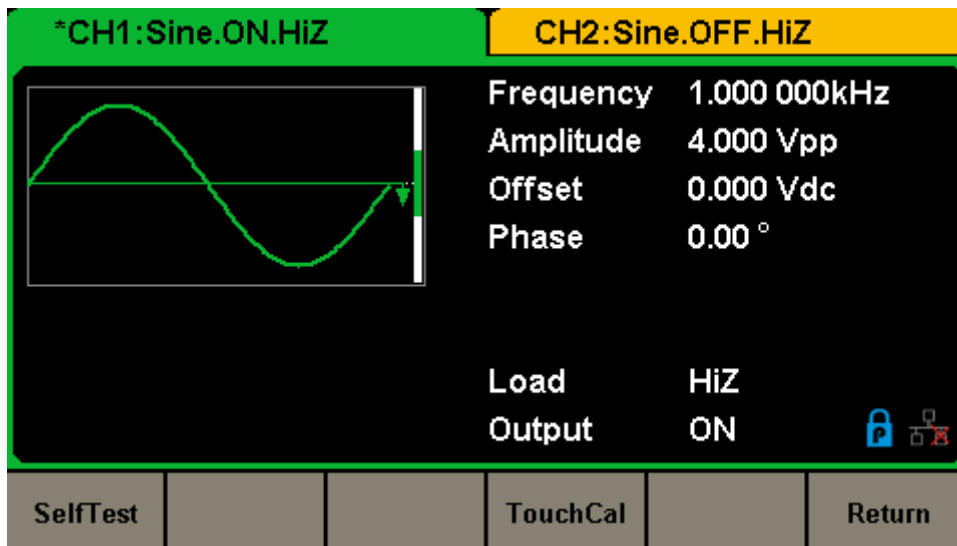 *CH1:Sine.ON.HiZ
CH2:Sine.OFF.HiZ
Frequency 1.000 000kHz
Amplitude 4.000 Vpp
Offset 0.000 Vdc
Phase 0.00 °
Load HiZ
Output ON
P
SelfTest TouchCal Return